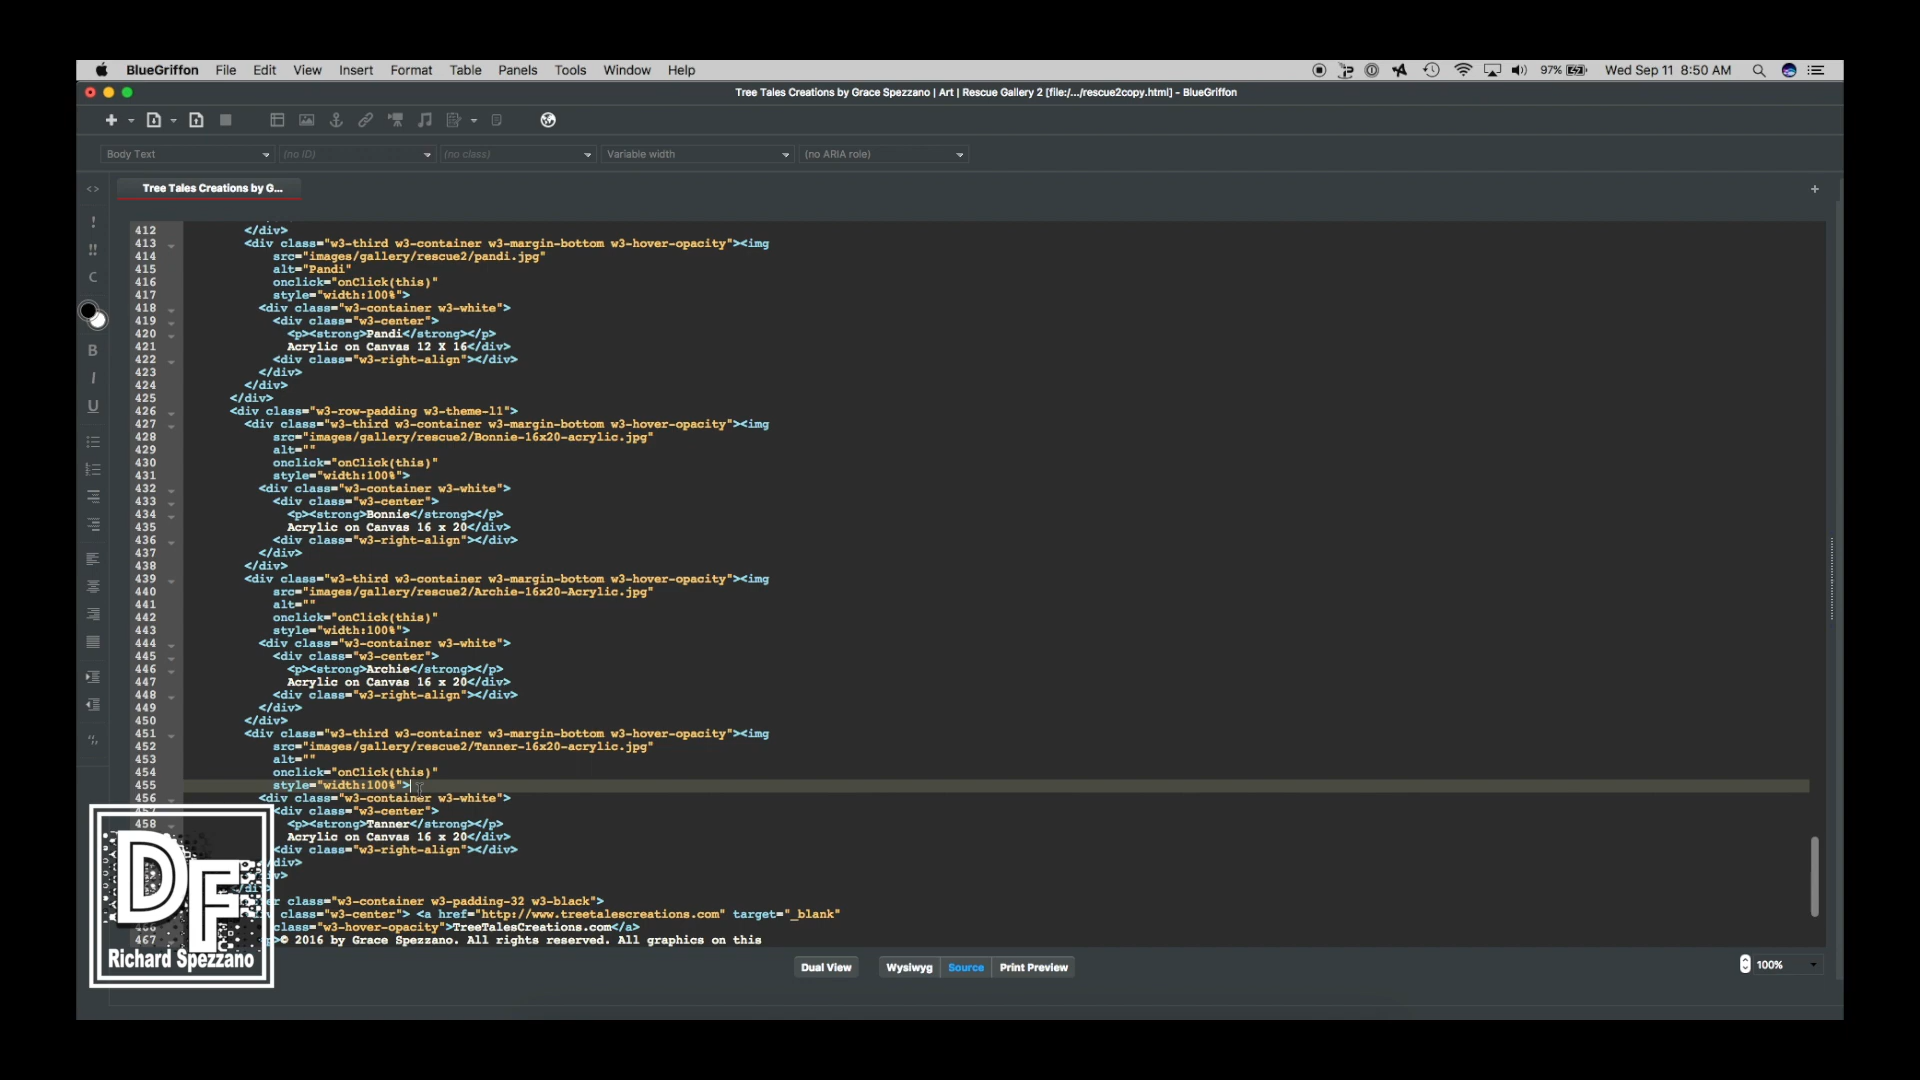 BlueGriffon File Edit View Insert Format Table Panels Tools Window Help 97% Wed Sep 11 8:50 AM
Tree Tales Creations by Grace Spezzano | Art | Rescue Gallery 2 [file:/.../rescue2copy.html] - BlueGriffon
Body Text (no ID) (no class) Variable width (no ARIA role)
Tree Tales Creations by G...
412 </div>
413 <div class="w3-third w3-container w3-margin-bottom w3-hover-opacity"><img
414 src="images/gallery/rescue2/pandi.jpg"
415 alt="Pandi"
416 onclick="onClick(this)"
417 style="width:100%">
418 <div class="w3-container w3-white">
419 <div class="w3-center">
420 <p><strong>Pandi</strong></p>
421 Acrylic on Canvas 12 X 16</div>
422 <div class="w3-right-align"></div>
423 </div>
424 </div>
425 </div>
426 <div class="w3-row-padding w3-theme-l1">
427 <div class="w3-third w3-container w3-margin-bottom w3-hover-opacity"><img
428 src="images/gallery/rescue2/Bonnie-16x20-acrylic.jpg"
429 alt=""
430 onclick="onClick(this)"
431 style="width:100%">
432 <div class="w3-container w3-white">
433 <div class="w3-center">
434 <p><strong>Bonnie</strong></p>
435 Acrylic on Canvas 16 x 20</div>
436 <div class="w3-right-align"></div>
437 </div>
438 </div>
439 <div class="w3-third w3-container w3-margin-bottom w3-hover-opacity"><img
440 src="images/gallery/rescue2/Archie-16x20-Acrylic.jpg"
441 alt=""
442 onclick="onClick(this)"
443 style="width:100%">
444 <div class="w3-container w3-white">
445 <div class="w3-center">
446 <p><strong>Archie</strong></p>
447 Acrylic on Canvas 16 x 20</div>
448 <div class="w3-right-align"></div>
449 </div>
450 </div>
451 <div class="w3-third w3-container w3-margin-bottom w3-hover-opacity"><img
452 src="images/gallery/rescue2/Tanner-16x20-acrylic.jpg"
453 alt=""
454 onclick="onClick(this)"
455 style="width:100%">
456 <div class="w3-container w3-white">
<div class="w3-center">
458 <p><strong>Tanner</strong></p>
Acrylic on Canvas 16 x 20</div>
<div class="w3-right-align"></div>
div>
class="w3-container w3-padding-32 w3-black">
class="w3-center"> <a href="http://www.treetalescreations.com" target="_blank"
class="w3-hover-opacity">TreeTalesCreations.com</a>
467 © 2016 by Grace Spezzano. All rights reserved. All graphics on this
DF
Richard Spezzano
Dual View Wysiwyg Source Print Preview 100%